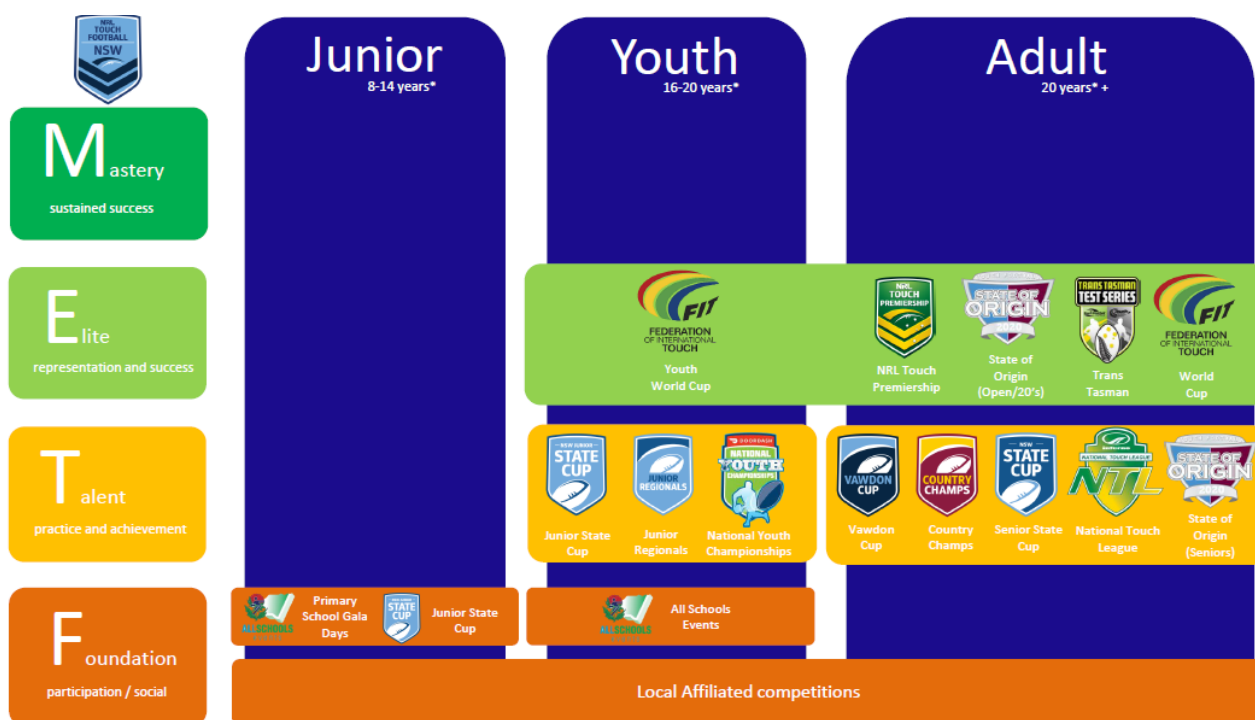 NRL
TOUCH
FOOTBALL
NSW
Junior
8-14 years*
Youth
16-20 years*
Adult
20 years* +
Mastery
sustained success
Elite
representation and success
FIT
FEDERATION
OF INTERNATIONAL
TOUCH
Youth
World Cup
NRL
TOUCH
PREMIERSHIP
NRL Touch
Premiership
STATE OF
ORIGIN
2020
State of
Origin
(Open/20's)
TRANS TASMAN
TEST SERIES
Trans
Tasman
FIT
FEDERATION
OF INTERNATIONAL
TOUCH
World
Cup
Talent
practice and achievement
NSW JUNIOR
STATE
CUP
Junior State
Cup
JUNIOR
REGIONALS
Junior
Regionals
DOORDASH
NATIONAL
YOUTH
CHAMPIONSHIPS
National Youth
Championships
VAWDON
CUP
Vawdon
Cup
COUNTRY
CHAMPS
Country
Champs
NSW
STATE
CUP
Senior State
Cup
NATIONAL TOUCH LEAGUE
NTL
National Touch
League
STATE OF
ORIGIN
2020
State of
Origin
(Seniors)
Foundation
participation / social
ALLSCHOOLS
Primary
School Gala
Days
STATE
CUP
Junior State
Cup
ALLSCHOOLS
All Schools
Events
Local Affiliated competitions